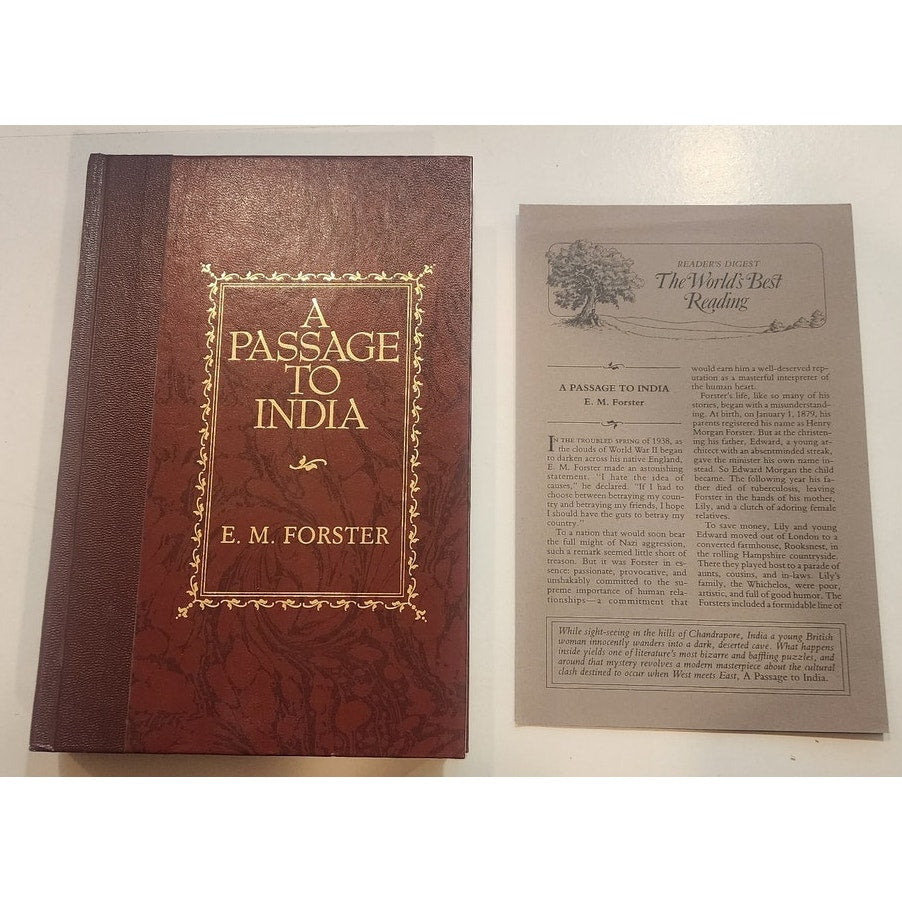 A
PASSAGE
TO
INDIA
E. M. FORSTER
READER'S DIGEST
The World's Best
Reading
A PASSAGE TO INDIA
E. M. Forster
IN THE TROUBLED SPRING of 1938, as
the clouds of World War II began
to darken across his native England,
E. M. Forster made an astonishing
statement. "I hate the idea of
causes," he declared. "If I had to
choose between betraying my coun-
try and betraying my friends, I hope
I should have the guts to betray my
country."
To a nation that would soon bear
the full might of Nazi aggression,
such a remark seemed little short of
treason. But it was Forster in es-
sence: passionate, provocative, and
unshakably committed to the su-
preme importance of human rela-
tionships—a commitment that
would earn him a well-deserved rep-
utation as a masterful interpreter of
the human heart.
Forster's life, like so many of his
stories, began with a misunderstand-
ing. At birth, on January 1, 1879, his
parents registered his name as Henry
Morgan Forster. But at the christen-
ing his father, Edward, a young ar-
chitect with an absentminded streak,
gave the minister his own name in-
stead. So Edward Morgan the child
became. The following year his fa-
ther died of tuberculosis, leaving
Forster in the hands of his mother,
Lily, and a clutch of adoring female
relatives.
To save money, Lily and young
Edward moved out of London to a
converted farmhouse, Rooksnest, in
the rolling Hampshire countryside.
There they played host to a parade of
aunts, cousins, and in-laws. Lily's
family, the Whichelos, were poor,
artistic, and full of good humor. The
Forsters included a formidable line of
While sight-seeing in the hills of Chandrapore, India a young British
woman innocently wanders into a dark, deserted cave. What happens
inside yields one of literature's most bizarre and baffling puzzles, and
around that mystery revolves a modern masterpiece about the cultural
clash destined to occur when West meets East, A Passage to India.